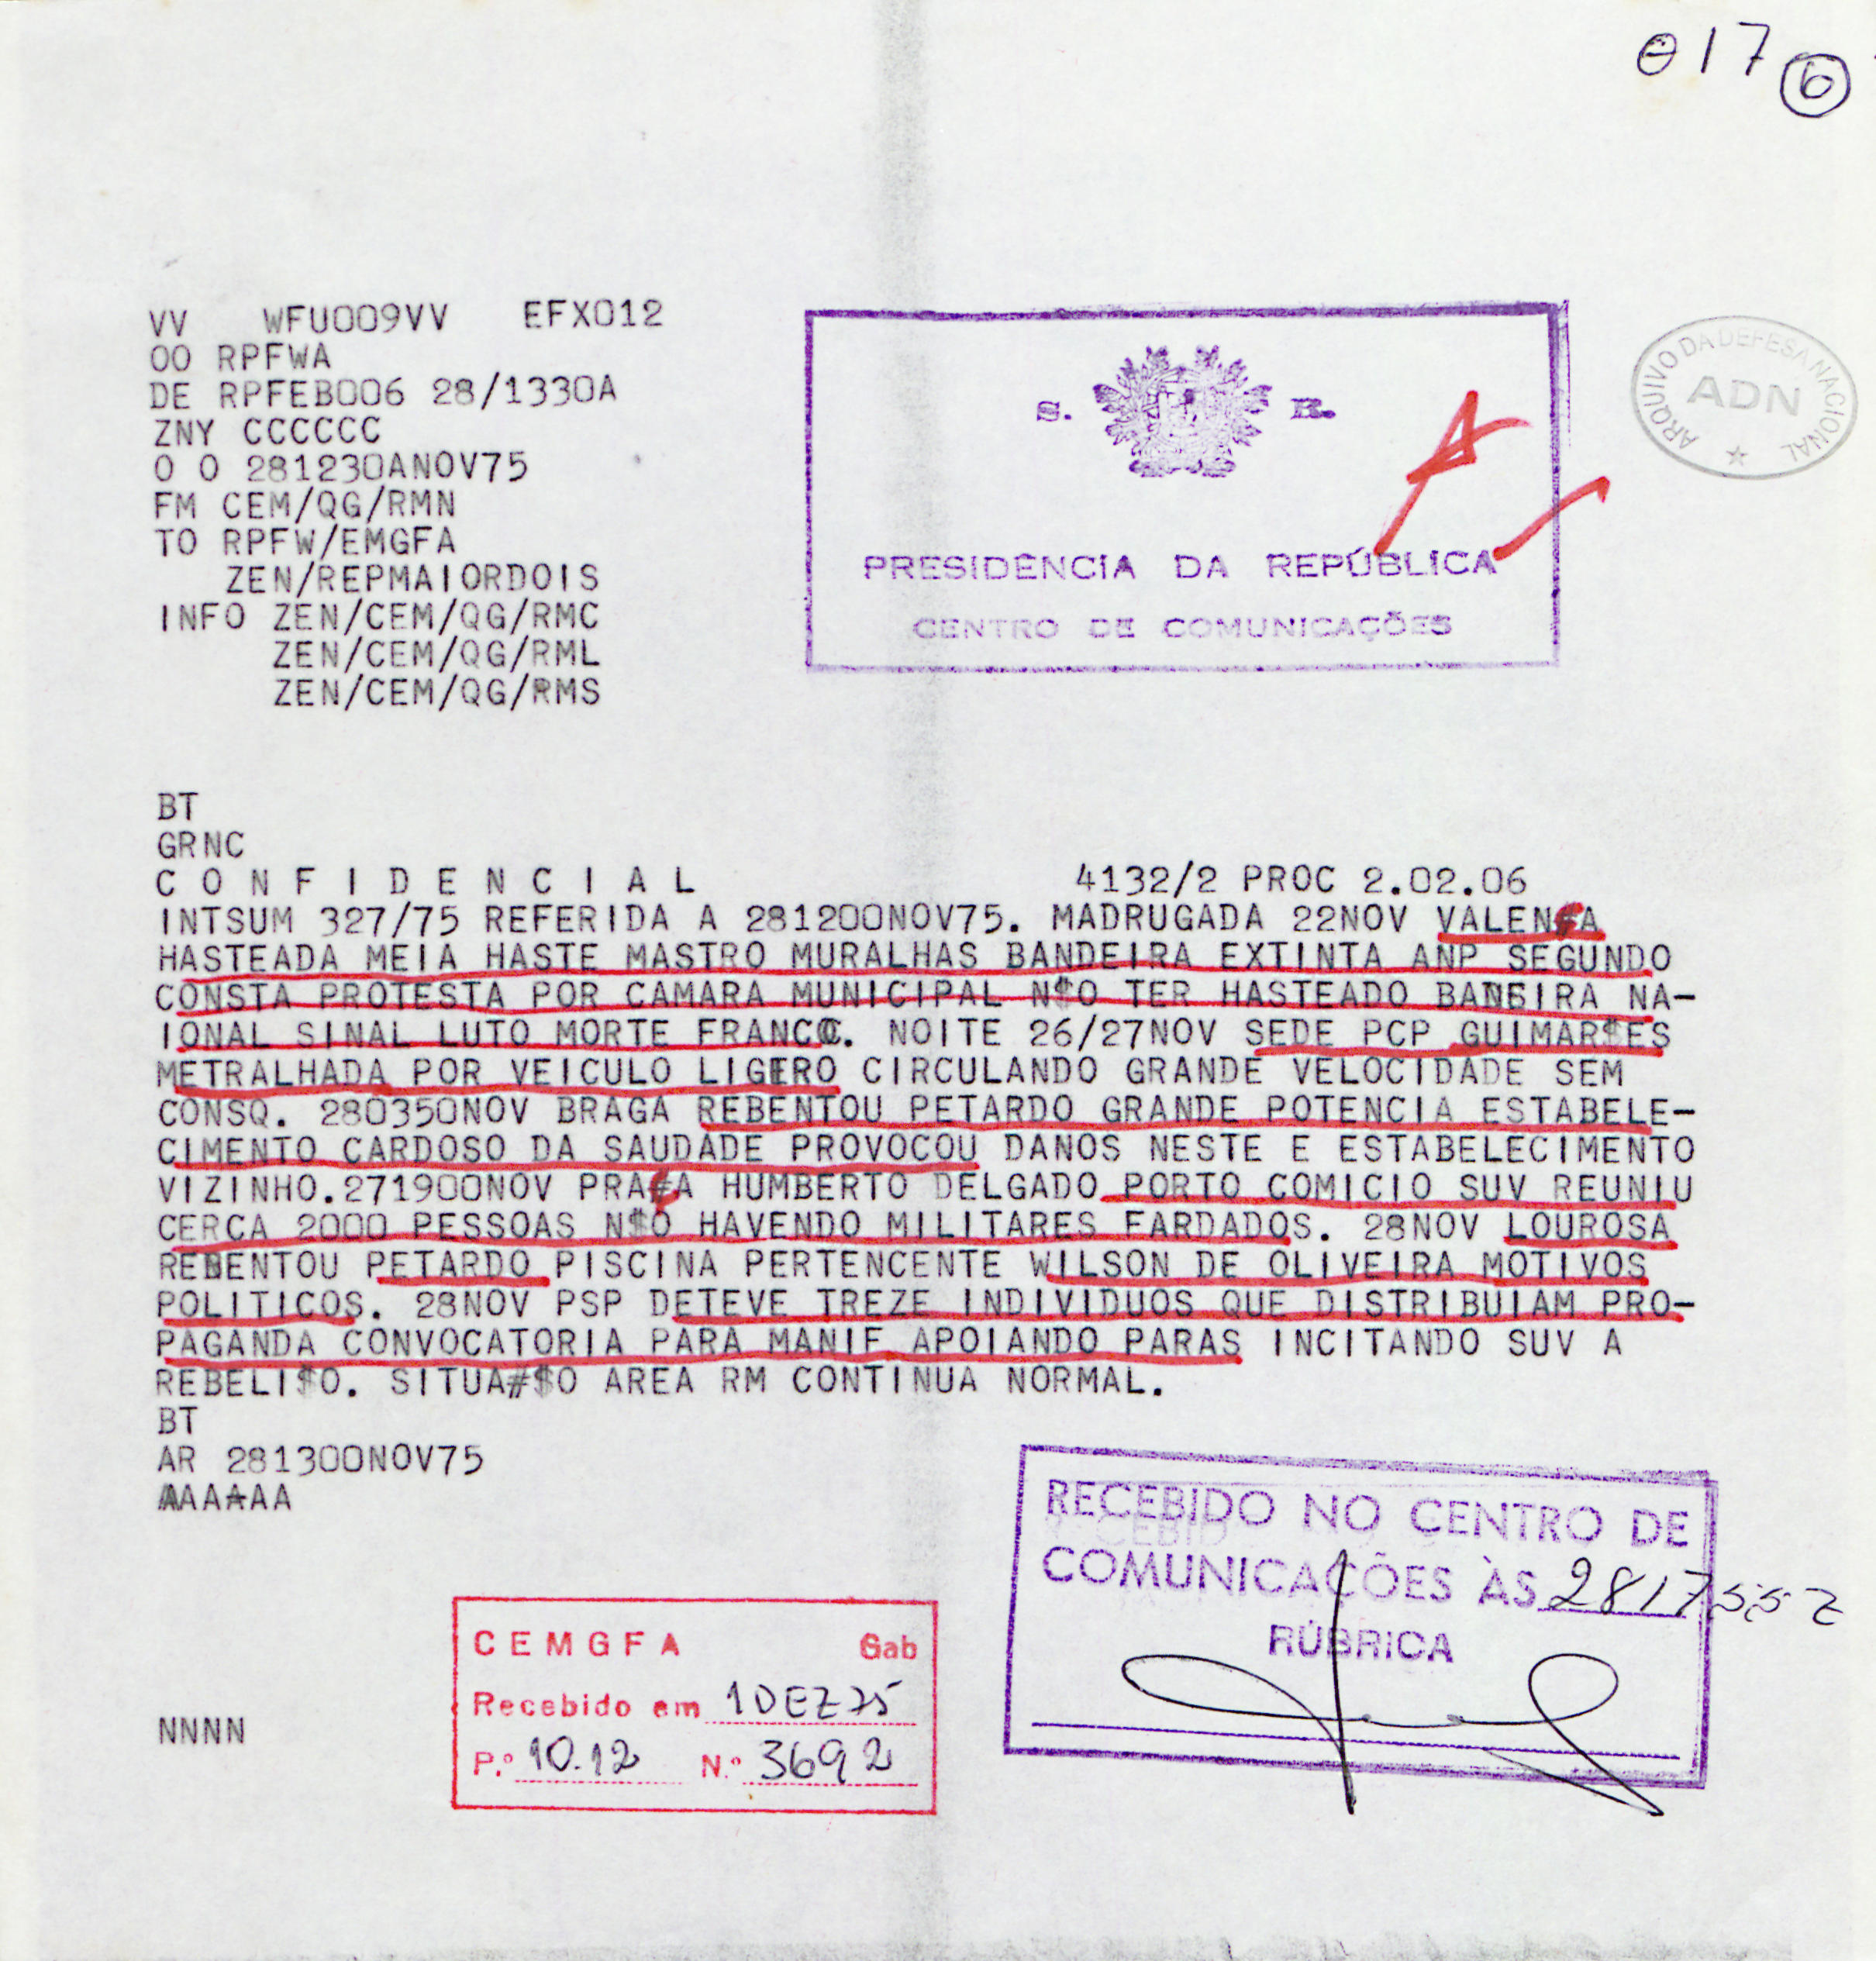 017 6
VV   WFU009VV    EFX012
OO RPFWA
DE RPFEB006 28/1330A
ZNY CCCCCC
O O 281230ANOV75
FM CEM/QG/RMN
TO RPFW/EMGFA
ZEN/REPMAIORDOIS
INFO ZEN/CEM/QG/RMC
ZEN/CEM/QG/RML
ZEN/CEM/QG/RMS
S. R.
PRESIDÊNCIA DA REPÚBLICA
CENTRO DE COMUNICAÇÕES
ARQUIVO DA DEFESA NACIONAL
ADN
BT
GRNC
C O N F I D E N C I A L                4132/2 PROC 2.02.06
INTSUM 327/75 REFERIDA A 281200NOV75. MADRUGADA 22NOV VALEN#A
HASTEADA MEIA HASTE MASTRO MURALHAS BANDEIRA EXTINTA ANP SEGUNDO
CONSTA PROTESTA POR CAMARA MUNICIPAL N$O TER HASTEADO BANEIRA NA-
IONAL SINAL LUTO MORTE FRANCO. NOITE 26/27NOV SEDE PCP GUIMAR$ES
METRALHADA POR VEICULO LIGERO CIRCULANDO GRANDE VELOCIDADE SEM
CONSQ. 280350NOV BRAGA REBENTOU PETARDO GRANDE POTENCIA ESTABELE-
CIMENTO CARDOSO DA SAUDADE PROVOCOU DANOS NESTE E ESTABELECIMENTO
VIZINHO.271900NOV PRA#A HUMBERTO DELGADO PORTO COMICIO SUV REUNIU
CERCA 2000 PESSOAS N$O HAVENDO MILITARES FARDADOS. 28NOV LOUROSA
REBENTOU PETARDO PISCINA PERTENCENTE WILSON DE OLIVEIRA MOTIVOS
POLITICOS. 28NOV PSP DETEVE TREZE INDIVIDUOS QUE DISTRIBUIAM PRO-
PAGANDA CONVOCATORIA PARA MANIF APOIANDO PARAS INCITANDO SUV A
REBELI$O. SITUA#$O AREA RM CONTINUA NORMAL.
BT
AR 281300NOV75
AAAAAA
RECEBIDO NO CENTRO DE
COMUNICAÇÕES ÀS 281755Z
RÚBRICA
CEMGFA Gab
Recebido em 1DEZ75
P.º 10.12 N.º 3692
NNNN